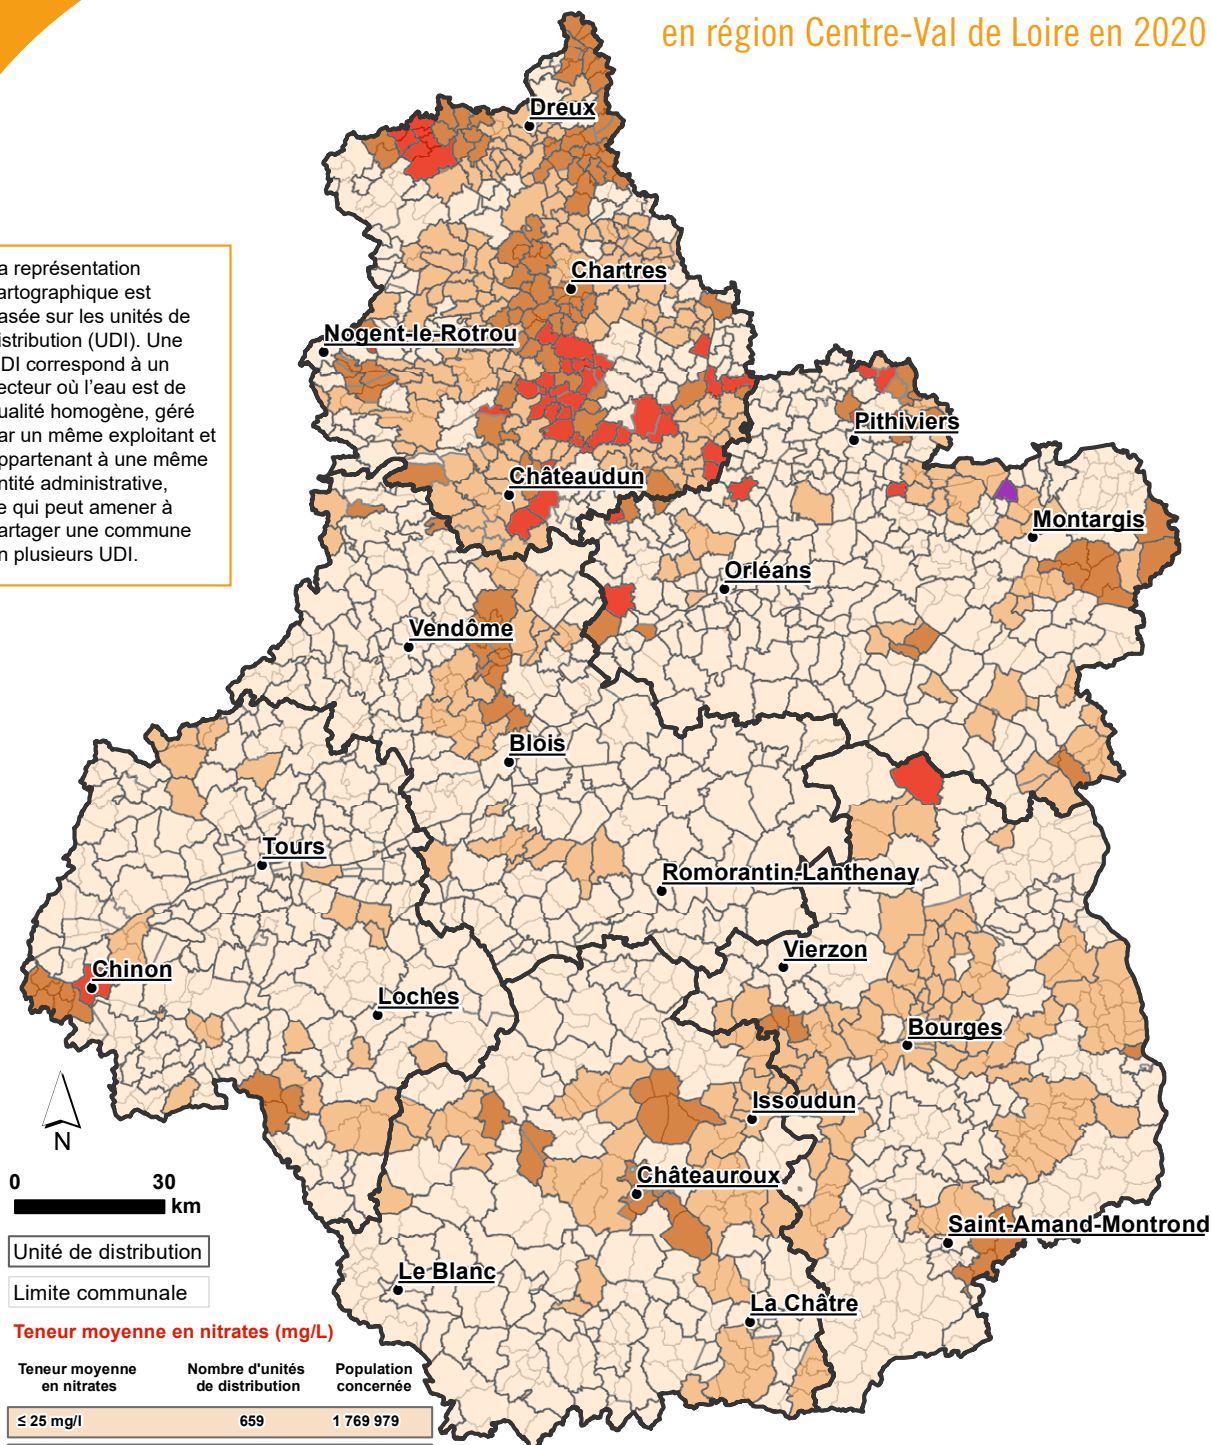 en région Centre-Val de Loire en 2020
a représentation
artographique est
asée sur les unités de
istribution (UDI). Une
DI correspond à un
ecteur où l'eau est de
ualité homogène, géré
ar un même exploitant et
ppartenant à une même
ntité administrative,
e qui peut amener à
artager une commune
n plusieurs UDI.
Dreux
Chartres
Nogent-le-Rotrou
Pithiviers
Châteaudun
Montargis
Orléans
Vendôme
Blois
Tours
Romorantin-Lanthenay
Vierzon
Chinon
Loches
Bourges
Issoudun
Châteauroux
Saint-Amand-Montrond
Le Blanc
La Châtre
N
0 30
km
Unité de distribution
Limite communale
Teneur moyenne en nitrates (mg/L)
Teneur moyenne Nombre d'unités Population
en nitrates de distribution concernée
≤ 25 mg/l 659 1 769 979